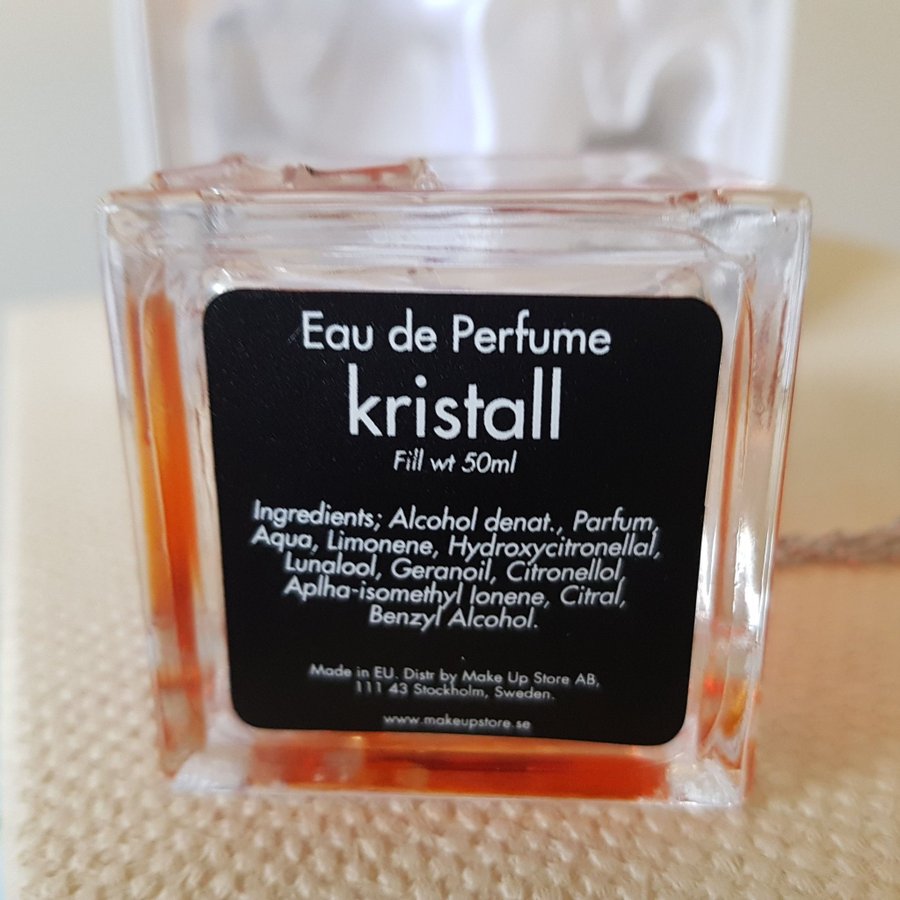 Eau de Perfume
kristall
Fill wt 50ml
Ingredients; Alcohol denat., Parfum,
Aqua, Limonene, Hydroxycitronellal,
Lunalool, Geranoil, Citronellol,
Aplha-isomethyl Ionene, Citral,
Benzyl Alcohol.
Made in EU. Distr by Make Up Store AB,
111 43 Stockholm, Sweden.
www.makeupstore.se